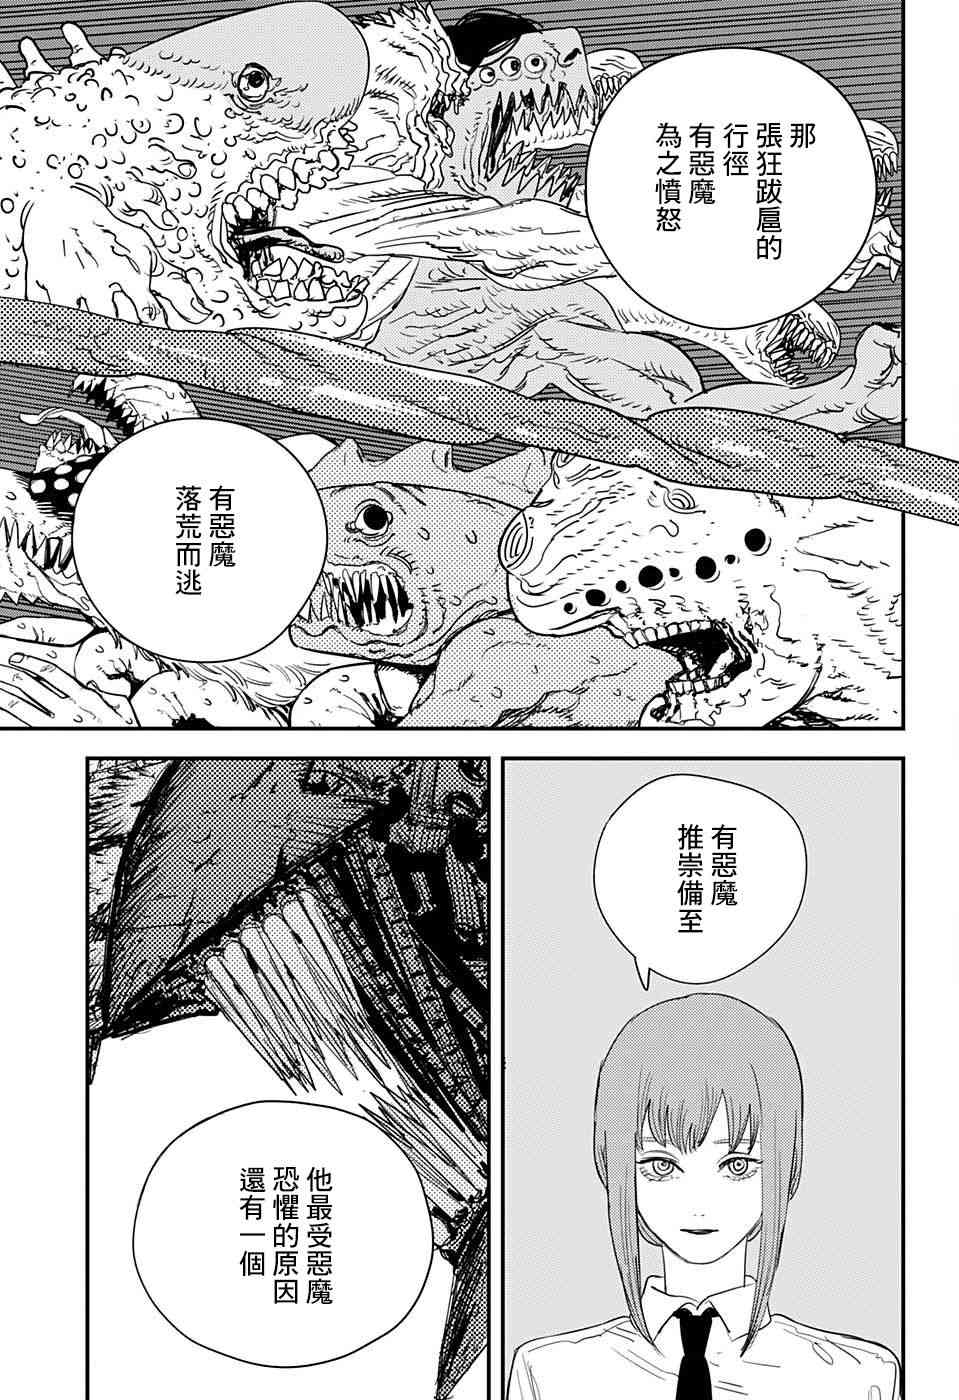 那
張狂跋扈的
行徑
有惡魔
為之憤怒
有惡魔
落荒而逃
有惡魔
推崇備至
他最受惡魔
恐懼的原因
還有一個